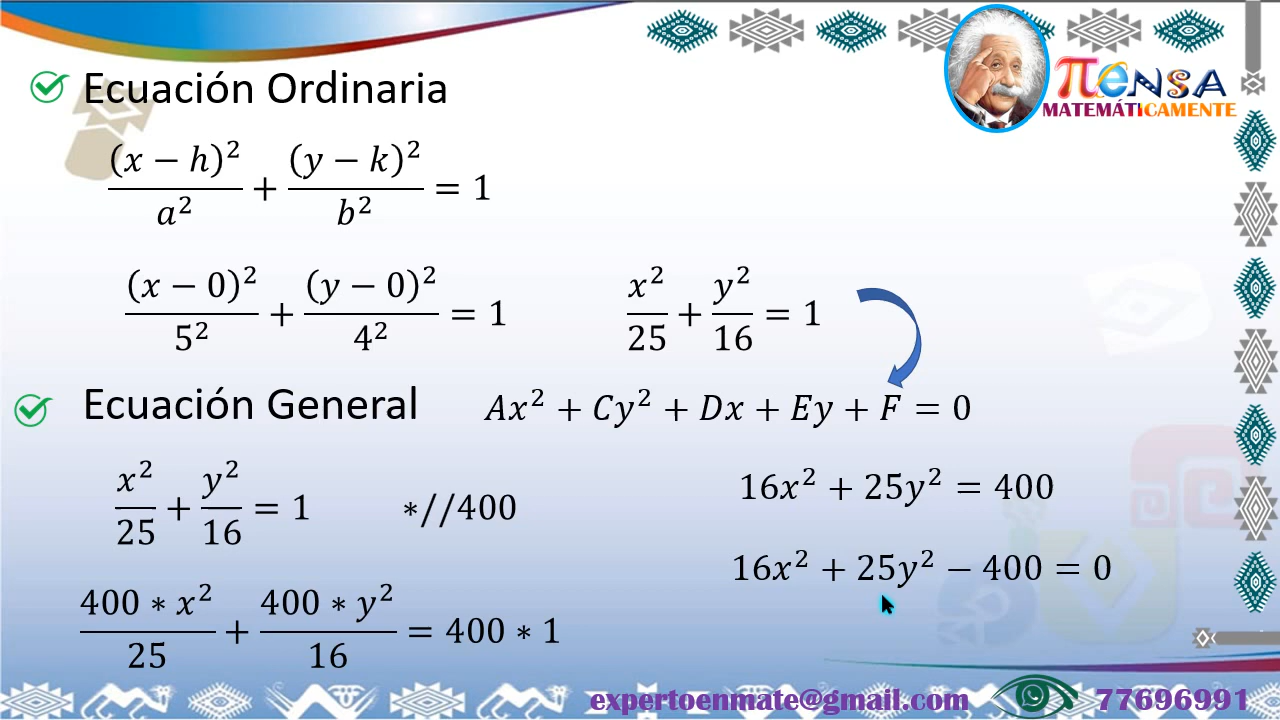 πENSA
MATEMÁTICAMENTE
Ecuación Ordinaria
(x − h)²/a² + (y − k)²/b² = 1
(x − 0)²/5² + (y − 0)²/4² = 1
x²/25 + y²/16 = 1
Ecuación General
Ax² + Cy² + Dx + Ey + F = 0
x²/25 + y²/16 = 1
∗//400
400 ∗ x²/25 + 400 ∗ y²/16 = 400 ∗ 1
16x² + 25y² = 400
16x² + 25y² − 400 = 0
expertoenmate@gmail.com
77696991